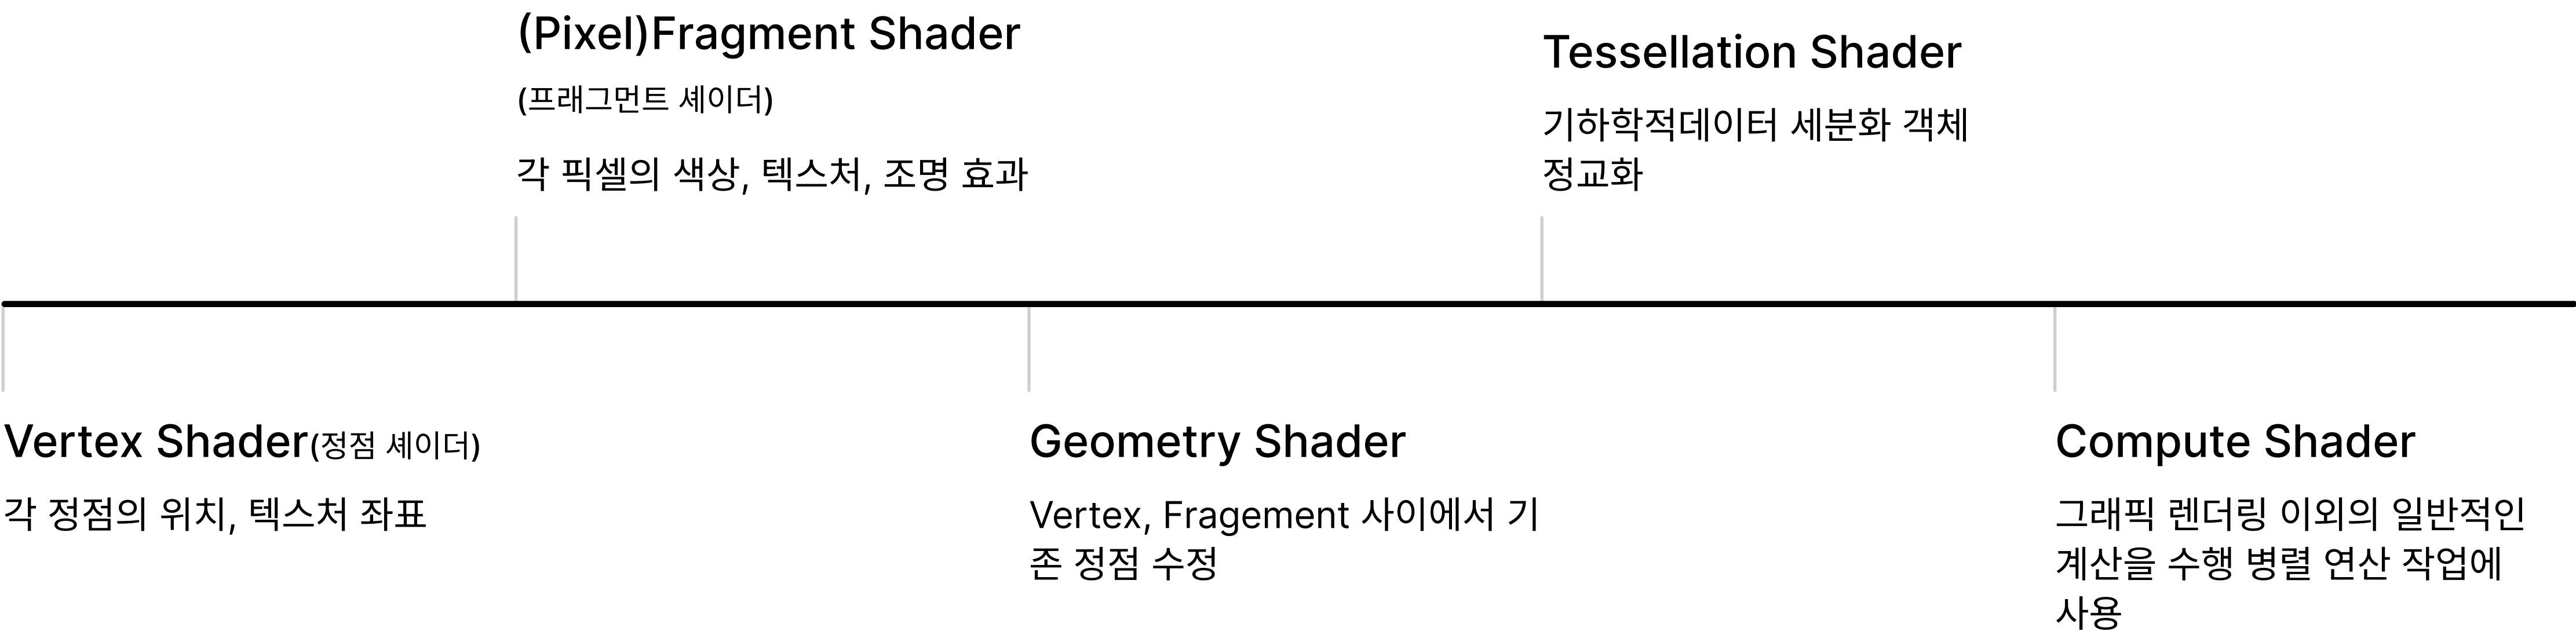 (Pixel)Fragment Shader
(프래그먼트 셰이더)
각 픽셀의 색상, 텍스처, 조명 효과
Tessellation Shader
기하학적데이터 세분화 객체
정교화
Vertex Shader(정점 셰이더)
각 정점의 위치, 텍스처 좌표
Geometry Shader
Vertex, Fragement 사이에서 기
존 정점 수정
Compute Shader
그래픽 렌더링 이외의 일반적인
계산을 수행 병렬 연산 작업에
사용